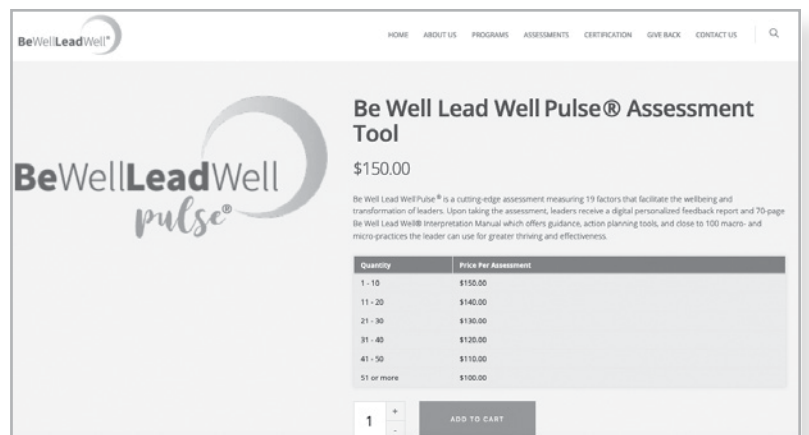 BeWellLeadWell®
HOME ABOUT US PROGRAMS ASSESSMENTS CERTIFICATION GIVE BACK CONTACT US
BeWellLeadWell
pulse®
Be Well Lead Well Pulse® Assessment
Tool
$150.00
Be Well Lead Well Pulse® is a cutting-edge assessment measuring 19 factors that facilitate the wellbeing and
transformation of leaders. Upon taking the assessment, leaders receive a digital personalized feedback report and 70-page
Be Well Lead Well® Interpretation Manual which offers guidance, action planning tools, and close to 100 macro- and
micro-practices the leader can use for greater thriving and effectiveness.
Quantity Price Per Assessment
1 - 10 $150.00
11 - 20 $140.00
21 - 30 $130.00
31 - 40 $120.00
41 - 50 $110.00
51 or more $100.00
1 + ADD TO CART
-